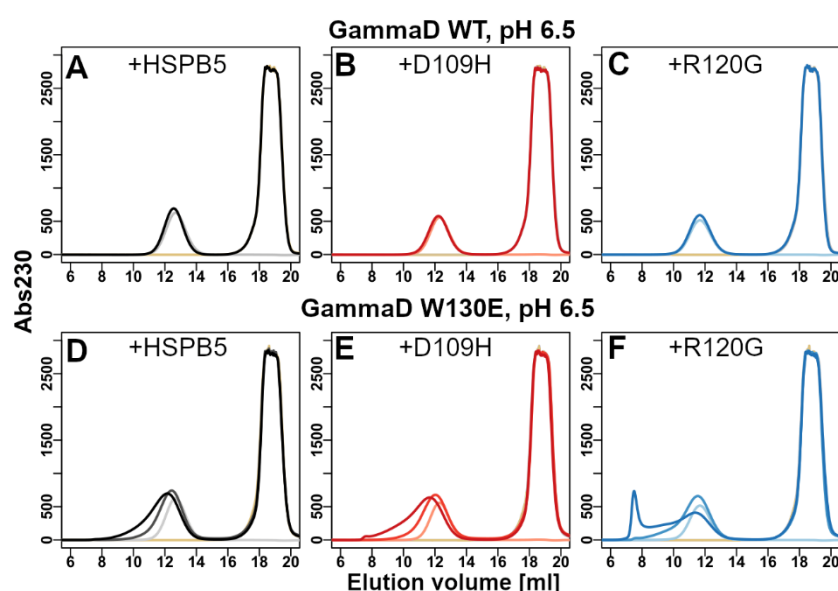 GammaD WT, pH 6.5
A +HSPB5
B +D109H
C +R120G
2500
1500
500
0
2500
1500
500
0
2500
1500
500
0
6 8 10 12 14 16 18 20
6 8 10 12 14 16 18 20
6 8 10 12 14 16 18 20
Abs230
GammaD W130E, pH 6.5
D +HSPB5
E +D109H
F +R120G
2500
1500
500
0
2500
1500
500
0
2500
1500
500
0
6 8 10 12 14 16 18 20
6 8 10 12 14 16 18 20
6 8 10 12 14 16 18 20
Elution volume [ml]